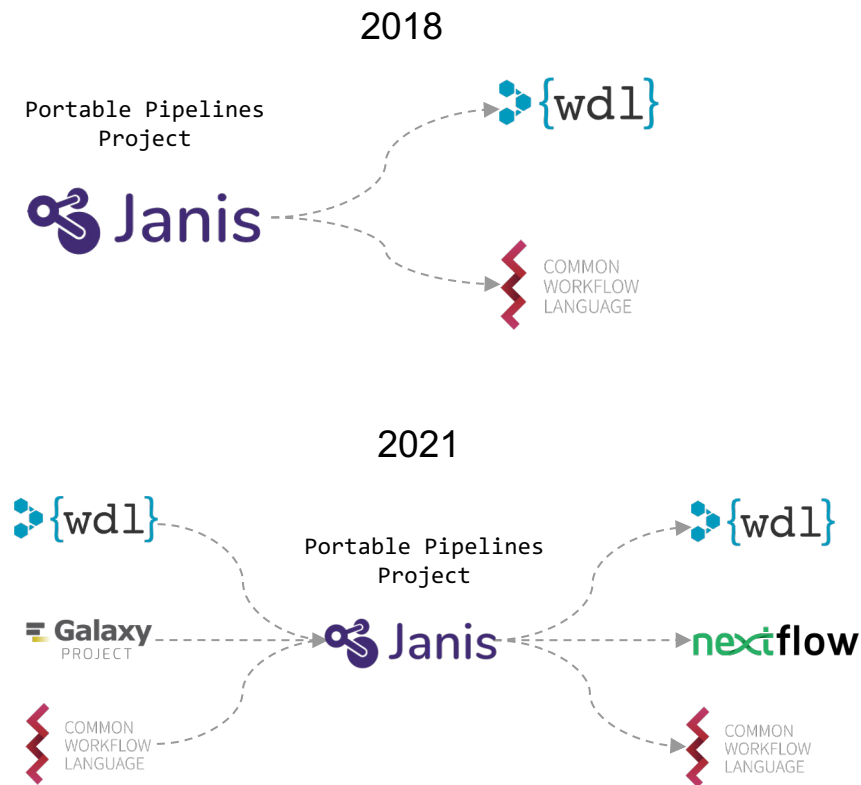 2018
Portable Pipelines
Project
{wdl}
Janis
COMMON
WORKFLOW
LANGUAGE
2021
{wdl}
Galaxy
PROJECT
COMMON
WORKFLOW
LANGUAGE
Portable Pipelines
Project
Janis
{wdl}
nextflow
COMMON
WORKFLOW
LANGUAGE